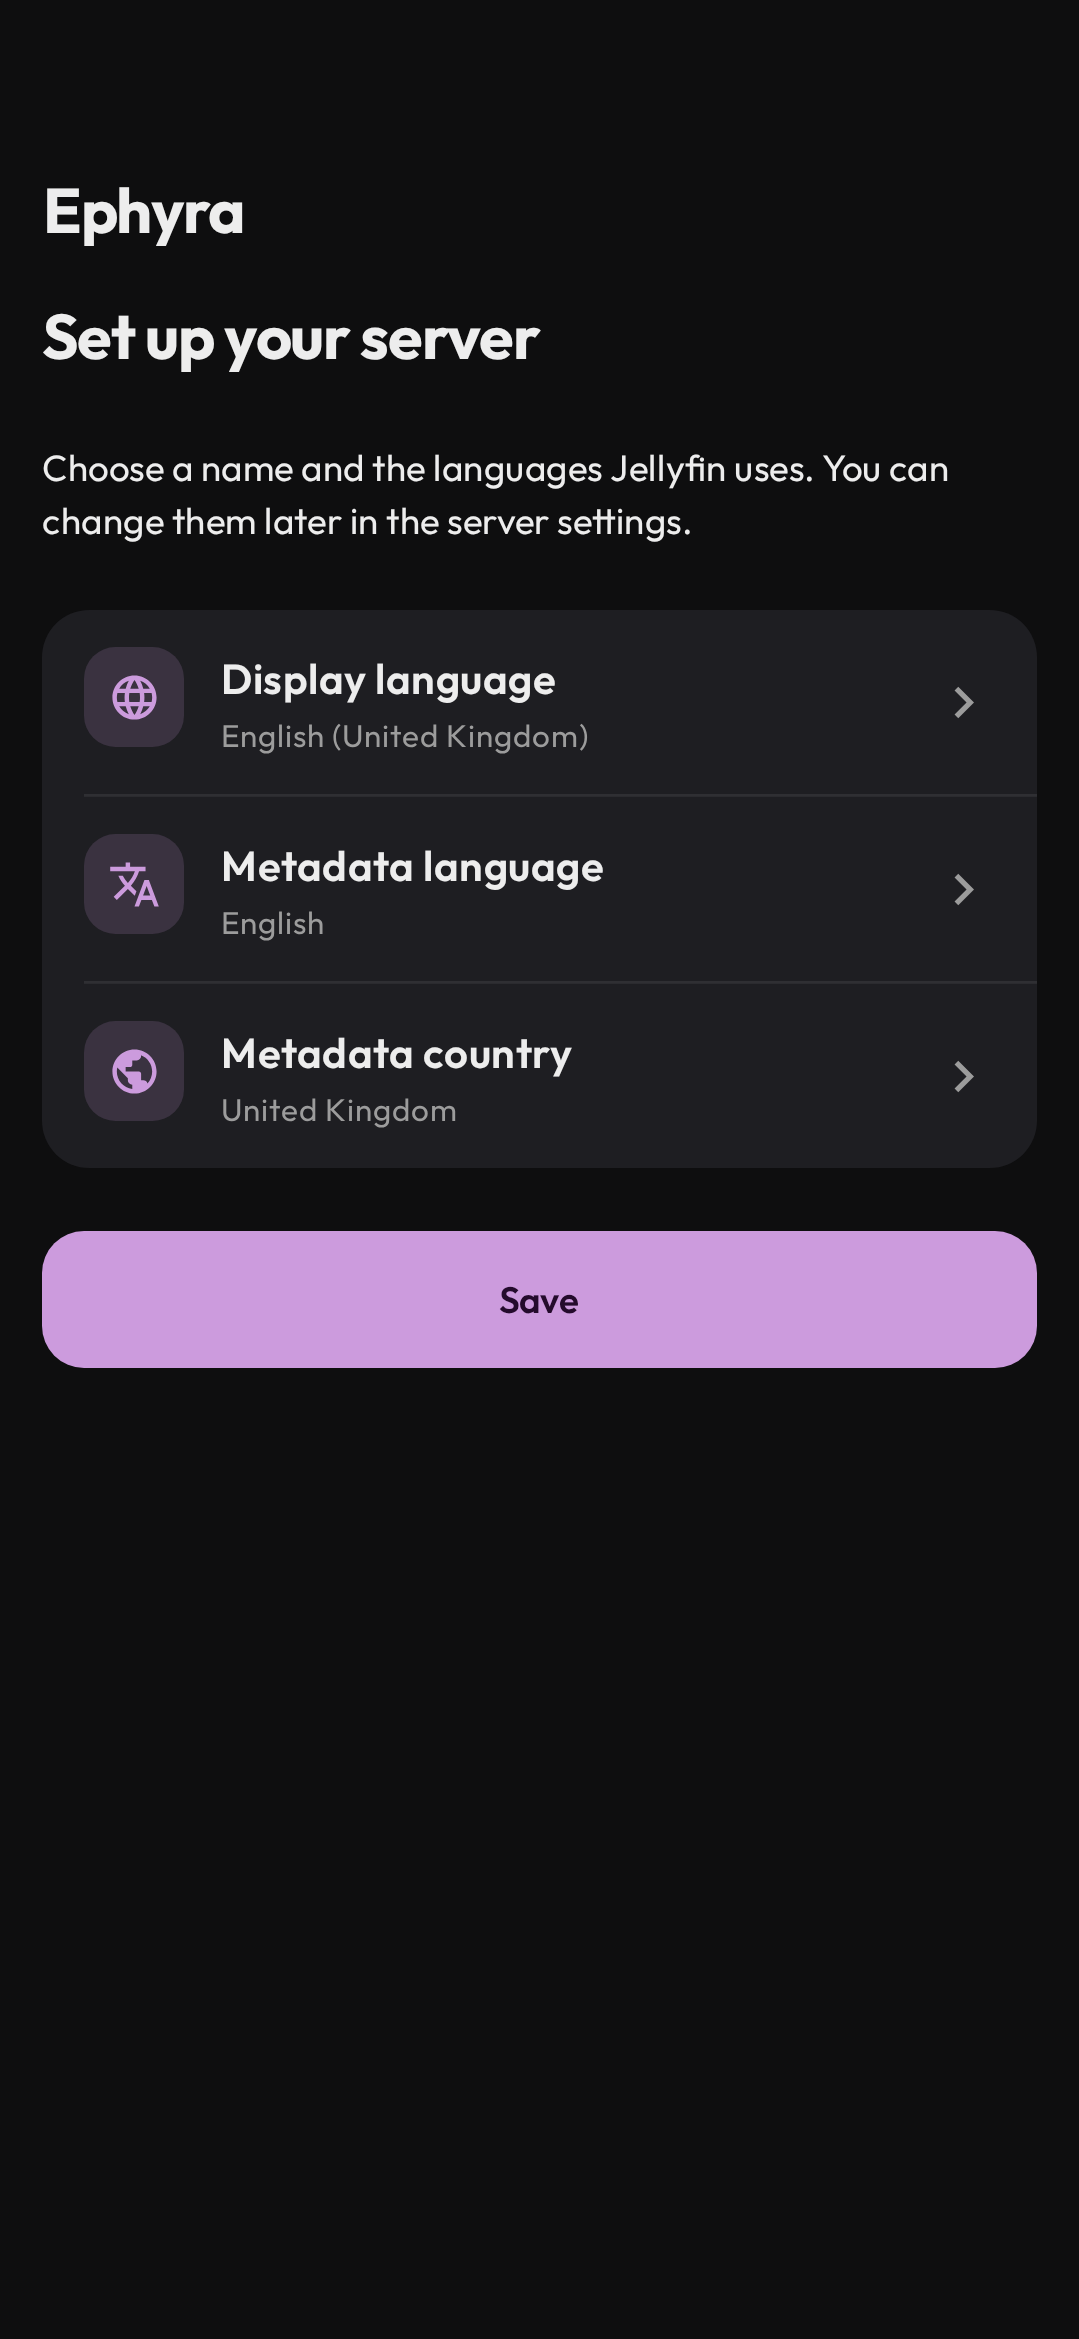 Ephyra
Set up your server
Choose a name and the languages Jellyfin uses. You can
change them later in the server settings.
Display language
English (United Kingdom)
Metadata language
English
Metadata country
United Kingdom
Save